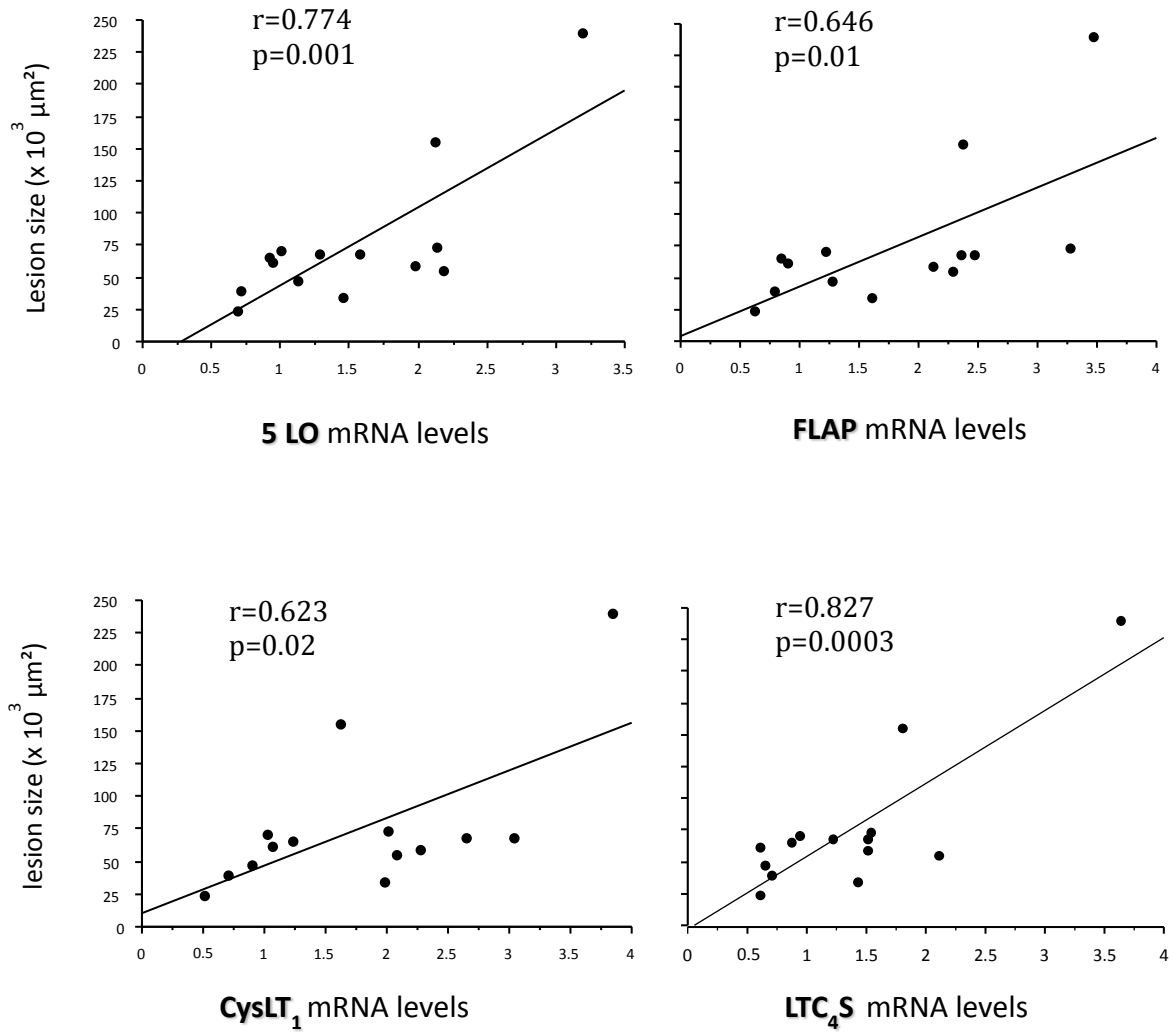 r=0.774
p=0.001
Lesion size (x 10³ µm²)
250
225
200
175
150
125
100
75
50
25
0
0 0.5 1 1.5 2 2.5 3 3.5
5 LO mRNA levels
r=0.646
p=0.01
0 0.5 1 1.5 2 2.5 3 3.5 4
FLAP mRNA levels
r=0.623
p=0.02
lesion size (x 10³ µm²)
250
225
200
175
150
125
100
75
50
25
0
0 0.5 1 1.5 2 2.5 3 3.5 4
CysLT₁ mRNA levels
r=0.827
p=0.0003
0 0.5 1 1.5 2 2.5 3 3.5 4
LTC₄S mRNA levels